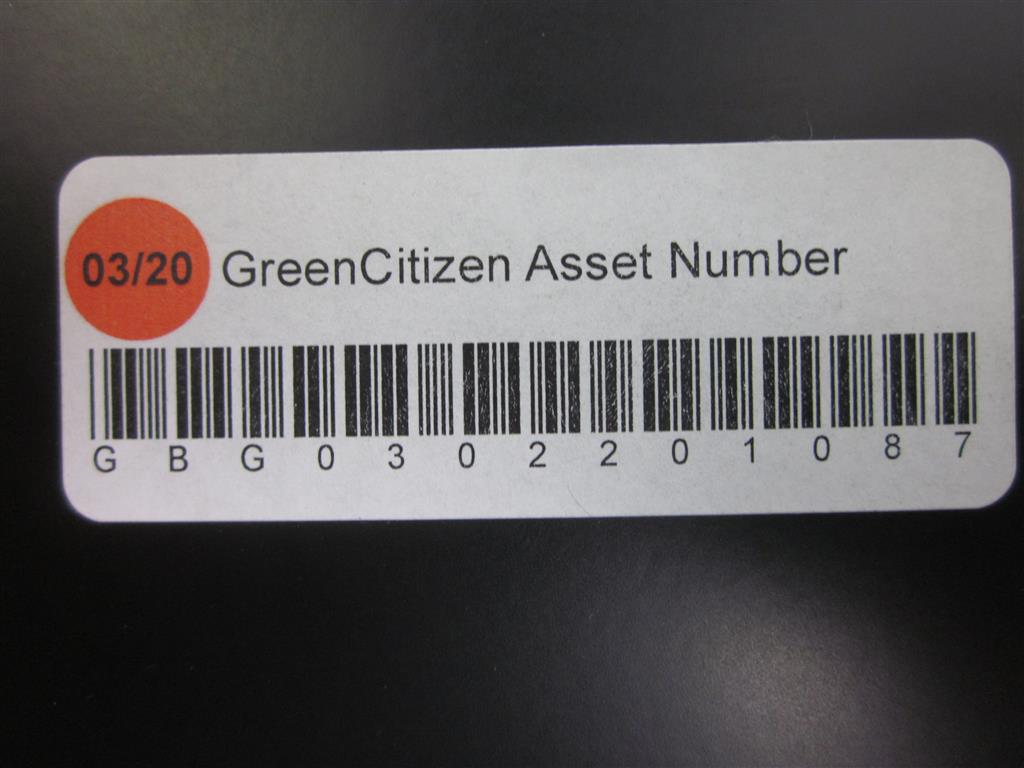 03/20 GreenCitizen Asset Number
G B G 0 3 0 2 2 0 1 0 8 7